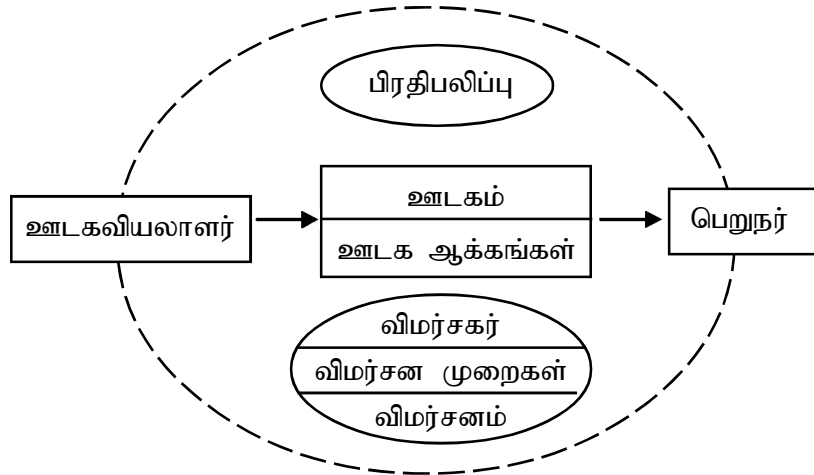 பிரதிபலிப்பு
ஊடகவியலாளர்
ஊடகம்
ஊடக ஆக்கங்கள்
பெறுநர்
விமர்சகர்
விமர்சன முறைகள்
விமர்சனம்